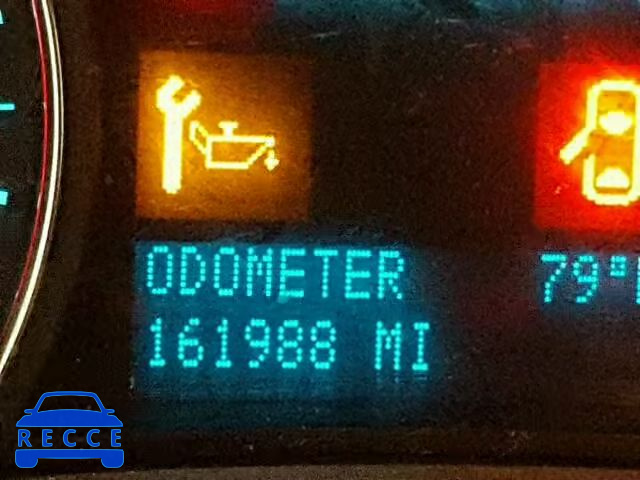 ODOMETER
79°
161988 MI
RECCE